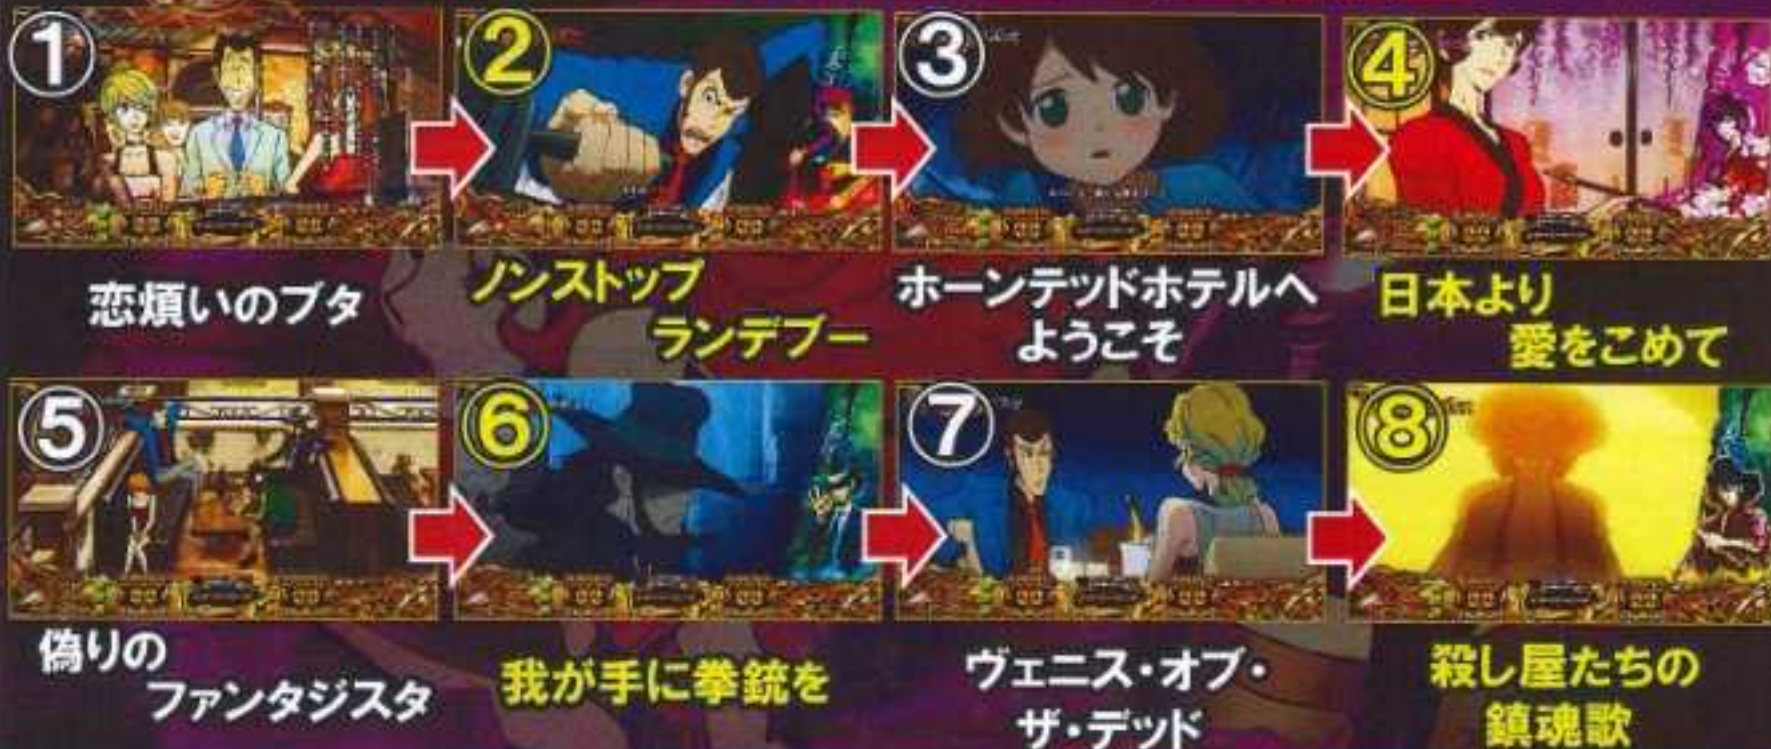 ①
②
③
④
恋煩いのブタ
ノンストップ
ランデブー
ホーンテッドホテルへ
ようこそ
日本より
愛をこめて
⑤
⑥
⑦
⑧
偽りの
ファンタジスタ
我が手に拳銃を
ヴェニス・オブ・
ザ・デッド
殺し屋たちの
鎮魂歌